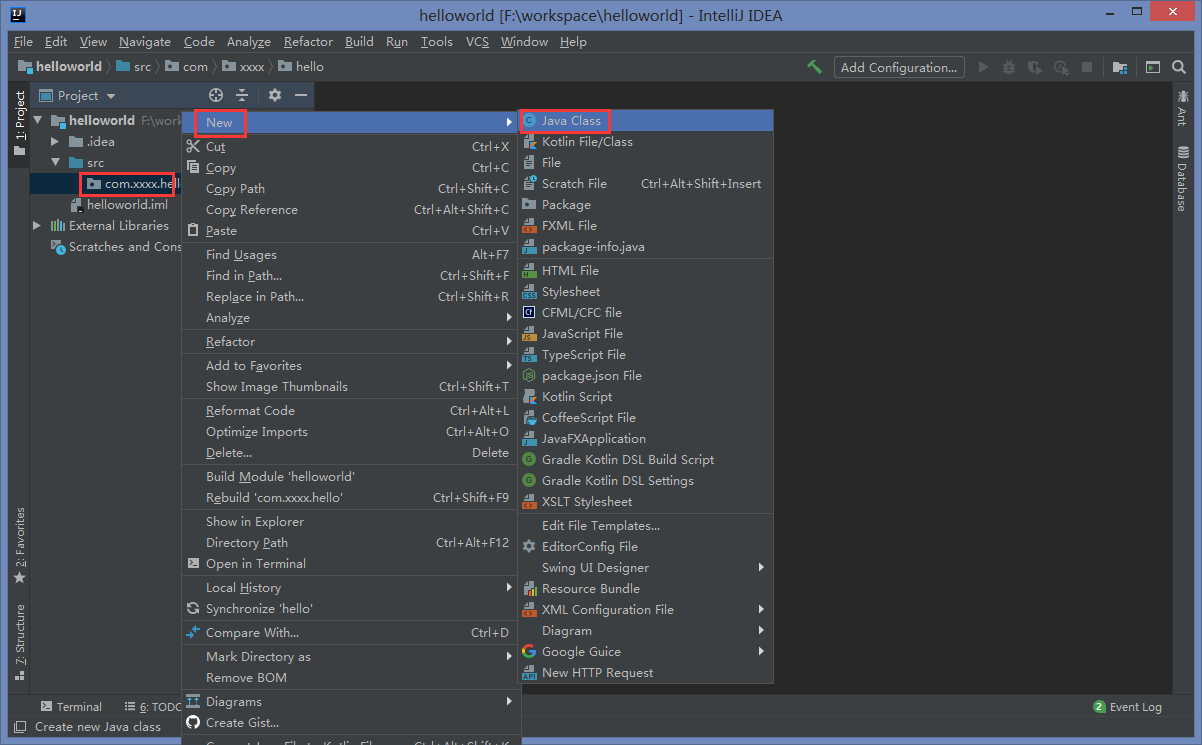 helloworld [F:\workspace\helloworld] - IntelliJ IDEA
File Edit View Navigate Code Analyze Refactor Build Run Tools VCS Window Help
helloworld src com xxxx hello Add Configuration...
1: Project
Project
helloworld F:\work
.idea
src
com.xxxx.hel
helloworld.iml
External Libraries
Scratches and Cons
New
Cut Ctrl+X
Copy Ctrl+C
Copy Path Ctrl+Shift+C
Copy Reference Ctrl+Alt+Shift+C
Paste Ctrl+V
Find Usages Alt+F7
Find in Path... Ctrl+Shift+F
Replace in Path... Ctrl+Shift+R
Analyze
Refactor
Add to Favorites
Show Image Thumbnails Ctrl+Shift+T
Reformat Code Ctrl+Alt+L
Optimize Imports Ctrl+Alt+O
Delete... Delete
Build Module 'helloworld'
Rebuild 'com.xxxx.hello' Ctrl+Shift+F9
Show in Explorer
Directory Path Ctrl+Alt+F12
Open in Terminal
Local History
Synchronize 'hello'
Compare With... Ctrl+D
Mark Directory as
Remove BOM
Diagrams
Create Gist...
Java Class
Kotlin File/Class
File
Scratch File Ctrl+Alt+Shift+Insert
Package
FXML File
package-info.java
HTML File
Stylesheet
CFML/CFC file
JavaScript File
TypeScript File
package.json File
Kotlin Script
CoffeeScript File
JavaFXApplication
Gradle Kotlin DSL Build Script
Gradle Kotlin DSL Settings
XSLT Stylesheet
Edit File Templates...
EditorConfig File
Swing UI Designer
Resource Bundle
XML Configuration File
Diagram
Google Guice
New HTTP Request
Ant
Database
2: Favorites
7: Structure
Terminal 6: TODO
2 Event Log
Create new Java class